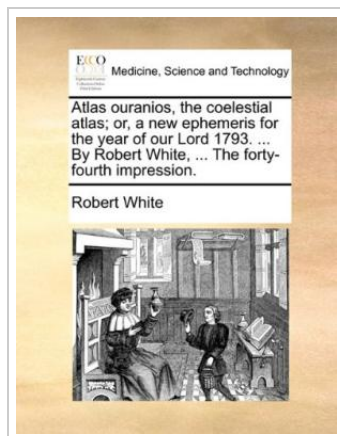 ECCO
Medicine, Science and Technology
Atlas ouranios, the coelestial
atlas; or, a new ephemeris for
the year of our Lord 1793. ...
By Robert White, ... The forty-
fourth impression.
Robert White